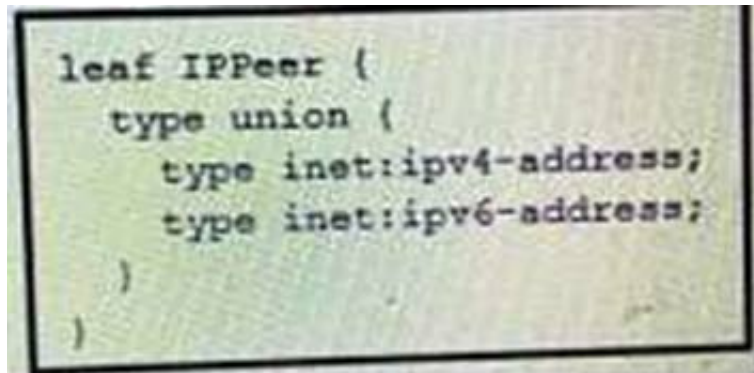 leaf IPPeer {
type union {
type inet:ipv4-address;
type inet:ipv6-address;
}
}